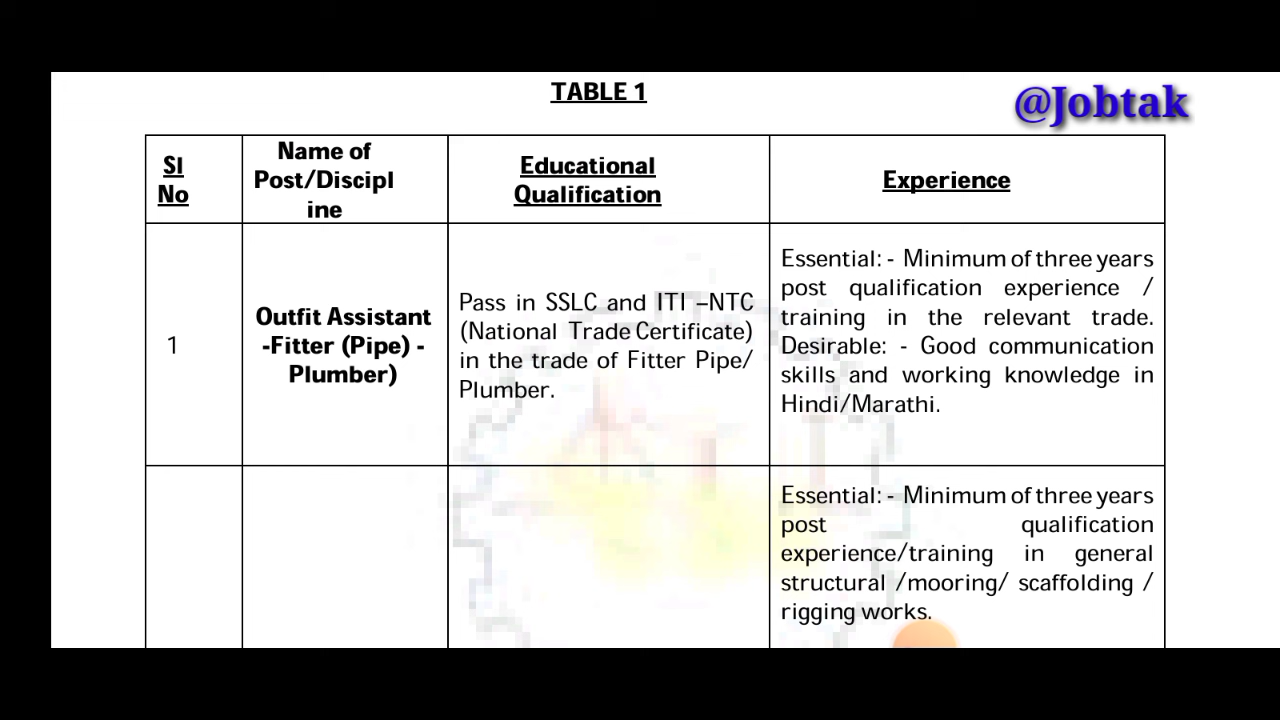 TABLE 1
@Jobtak
Sl
No
Name of
Post/Discipl
ine
Educational
Qualification
Experience
1
Outfit Assistant
-Fitter (Pipe) -
Plumber)
Pass in SSLC and ITI –NTC
(National Trade Certificate)
in the trade of Fitter Pipe/
Plumber.
Essential: - Minimum of three years
post qualification experience /
training in the relevant trade.
Desirable: - Good communication
skills and working knowledge in
Hindi/Marathi.
Essential: - Minimum of three years
post qualification
experience/training in general
structural /mooring/ scaffolding /
rigging works.